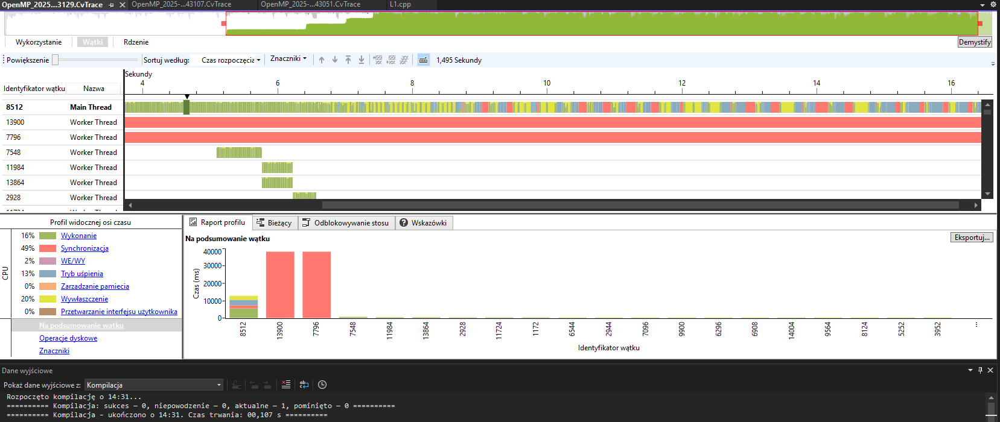 OpenMP_2025...3129.CvTrace OpenMP_2025-...43107.CvTrace OpenMP_2025-...43051.CvTrace L1.cpp
Wykorzystanie Wątki Rdzenie Demystify
Powiększenie Sortuj według: Czas rozpoczęcia Znaczniki 1,495 Sekundy
Sekundy
4 6 8 10 12 14 16
Identyfikator wątku Nazwa
8512 Main Thread
13900 Worker Thread
7796 Worker Thread
7548 Worker Thread
11984 Worker Thread
13864 Worker Thread
2928 Worker Thread
Profil widocznej osi czasu
CPU
16% Wykonanie
49% Synchronizacja
2% WE/WY
13% Tryb uśpienia
0% Zarządzanie pamięcią
20% Wywłaszczenie
0% Przetwarzanie interfejsu użytkownika
Na podsumowanie wątku
Operacje dyskowe
Znaczniki
Raport profilu Bieżący Odblokowywanie stosu Wskazówki
Na podsumowanie wątku Eksportuj...
Czas (ms)
40000
30000
20000
10000
0
8512 13900 7796 7548 11984 13864 2928 11724 1172 6544 2944 7096 9900 6296 6908 14004 9564 8124 5252 3952
Identyfikator wątku
Dane wyjściowe
Pokaż dane wyjściowe z: Kompilacja
Rozpoczęto kompilację o 14:31...
========== Kompilacja: sukces — 0, niepowodzenie — 0, aktualne — 1, pominięto — 0 ==========
========== Kompilacja - ukończono o 14:31. Czas trwania: 00,107 s ==========